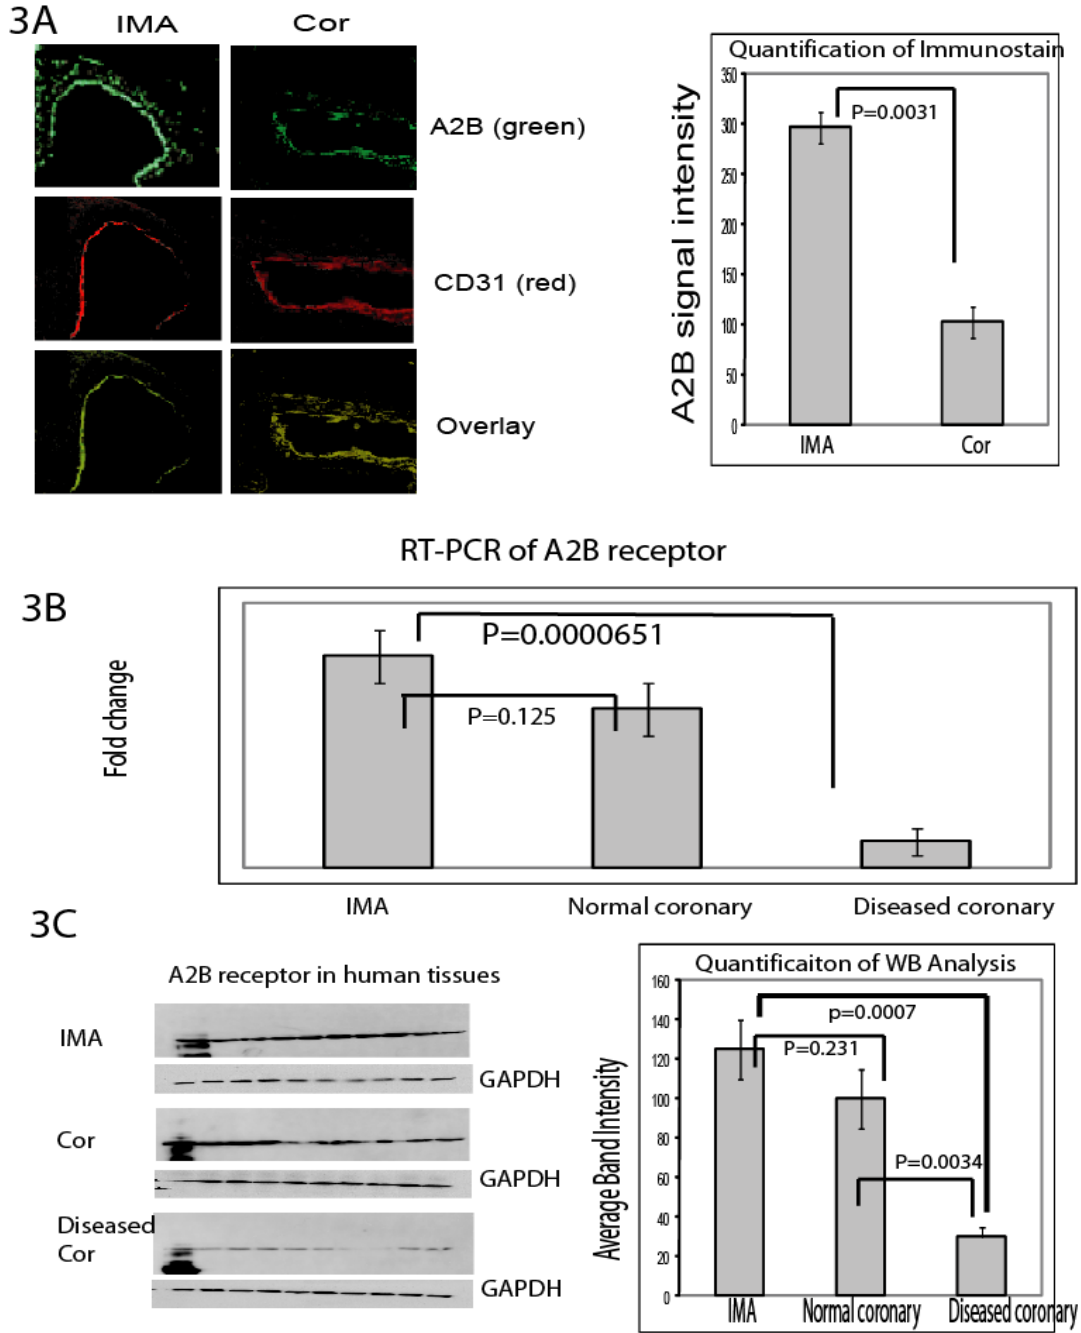 3A
IMA
Cor
A2B (green)
CD31 (red)
Overlay
Quantification of Immunostain
A2B signal intensity
350
300
250
200
150
100
50
0
P=0.0031
IMA
Cor
RT-PCR of A2B receptor
3B
Fold change
P=0.0000651
P=0.125
IMA
Normal coronary
Diseased coronary
3C
A2B receptor in human tissues
IMA
GAPDH
Cor
GAPDH
Diseased
Cor
GAPDH
Quantificaiton of WB Analysis
Average Band Intensity
160
140
120
100
80
60
40
20
0
p=0.0007
P=0.231
P=0.0034
IMA
Normal coronary
Diseased coronary